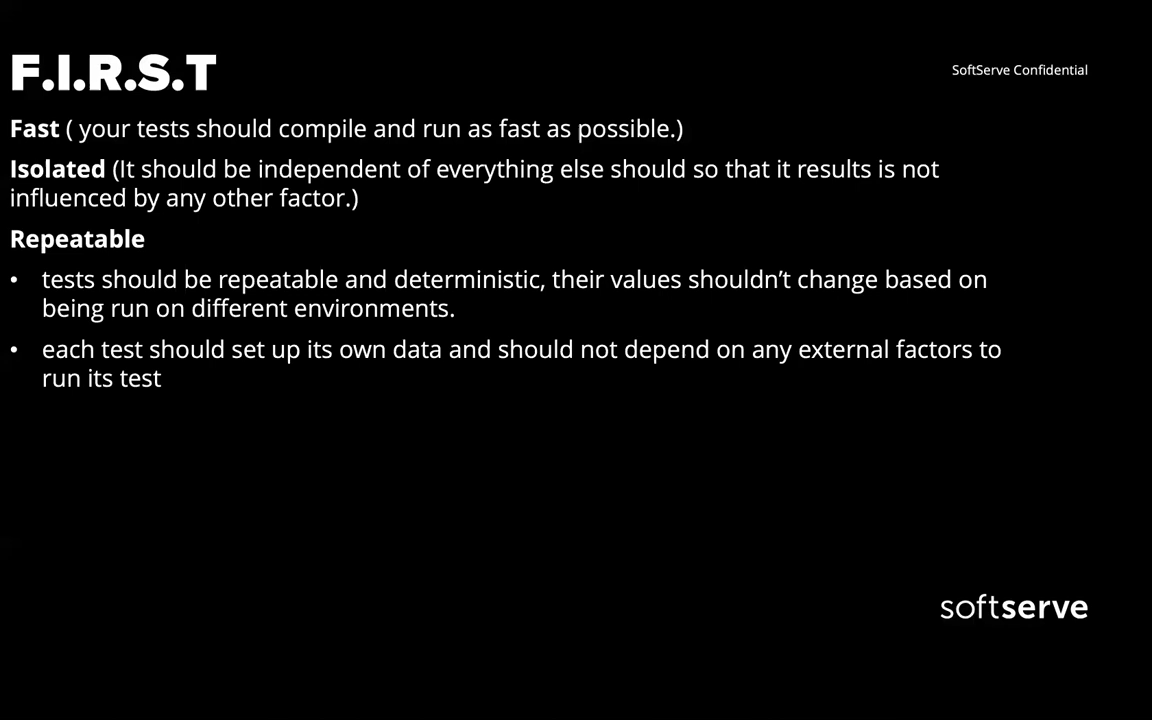 F.I.R.S.T
SoftServe Confidential
Fast ( your tests should compile and run as fast as possible.)
Isolated (It should be independent of everything else should so that it results is not
influenced by any other factor.)
Repeatable
• tests should be repeatable and deterministic, their values shouldn’t change based on
being run on different environments.
• each test should set up its own data and should not depend on any external factors to
run its test
softserve